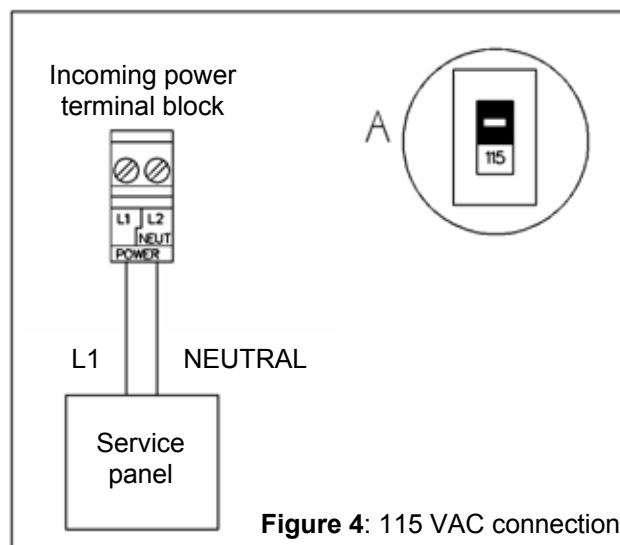 Incoming power
terminal block
A
115
L1 L2
NEUT
POWER
L1 NEUTRAL
Service
panel
Figure 4: 115 VAC connection